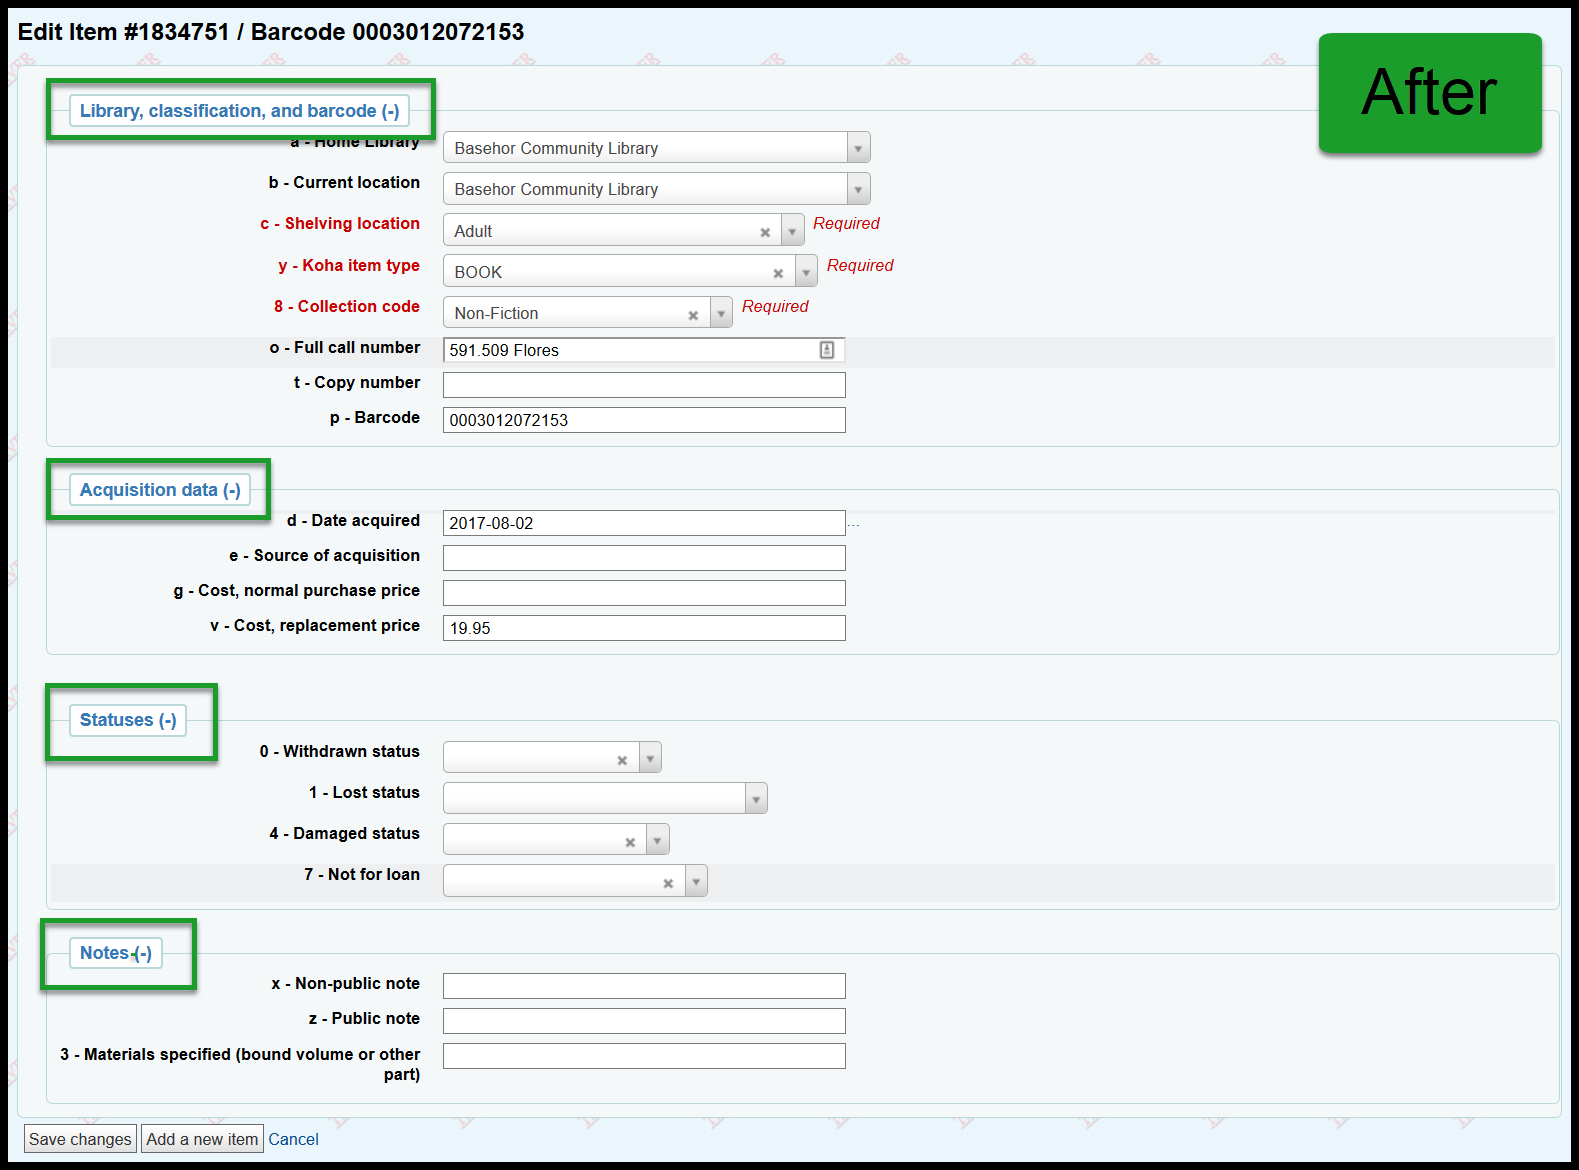 Edit Item #1834751 / Barcode 0003012072153
After
Library, classification, and barcode (-)
a - Home Library Basehor Community Library
b - Current location Basehor Community Library
c - Shelving location Adult Required
y - Koha item type BOOK Required
8 - Collection code Non-Fiction Required
o - Full call number 591.509 Flores
t - Copy number
p - Barcode 0003012072153
Acquisition data (-)
d - Date acquired 2017-08-02 ...
e - Source of acquisition
g - Cost, normal purchase price
v - Cost, replacement price 19.95
Statuses (-)
0 - Withdrawn status
1 - Lost status
4 - Damaged status
7 - Not for loan
Notes (-)
x - Non-public note
z - Public note
3 - Materials specified (bound volume or other
part)
Save changes Add a new item Cancel